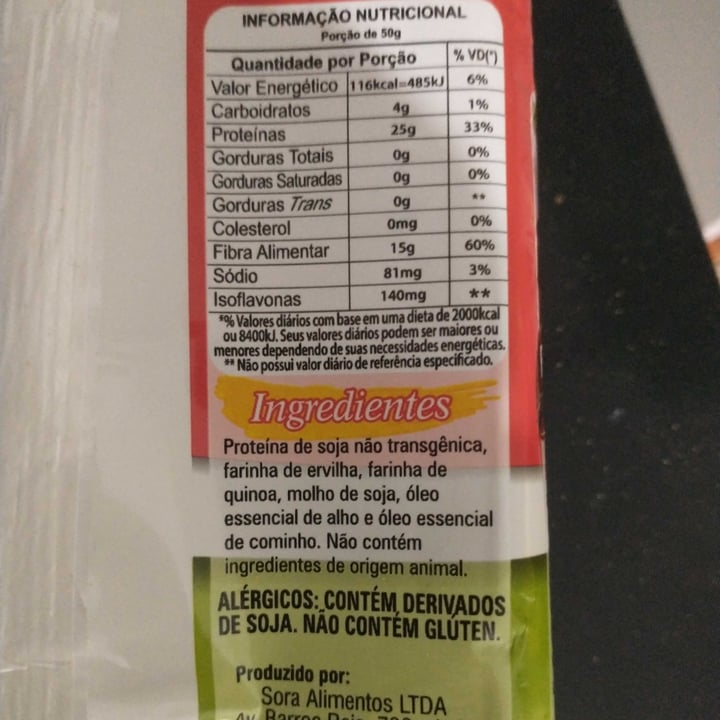 INFORMAÇÃO NUTRICIONAL
Porção de 50g
Quantidade por Porção % VD(*)
Valor Energético 116kcal=485kJ 6%
Carboidratos 4g 1%
Proteínas 25g 33%
Gorduras Totais 0g 0%
Gorduras Saturadas 0g 0%
Gorduras Trans 0g **
Colesterol 0mg 0%
Fibra Alimentar 15g 60%
Sódio 81mg 3%
Isoflavonas 140mg **
*% Valores diários com base em uma dieta de 2000kcal
ou 8400kJ. Seus valores diários podem ser maiores ou
menores dependendo de suas necessidades energéticas.
** Não possui valor diário de referência especificado.
Ingredientes
Proteína de soja não transgênica,
farinha de ervilha, farinha de
quinoa, molho de soja, óleo
essencial de alho e óleo essencial
de cominho. Não contém
ingredientes de origem animal.
ALÉRGICOS: CONTÉM DERIVADOS
DE SOJA. NÃO CONTÉM GLÚTEN.
Produzido por:
Sora Alimentos LTDA
Av. Barros